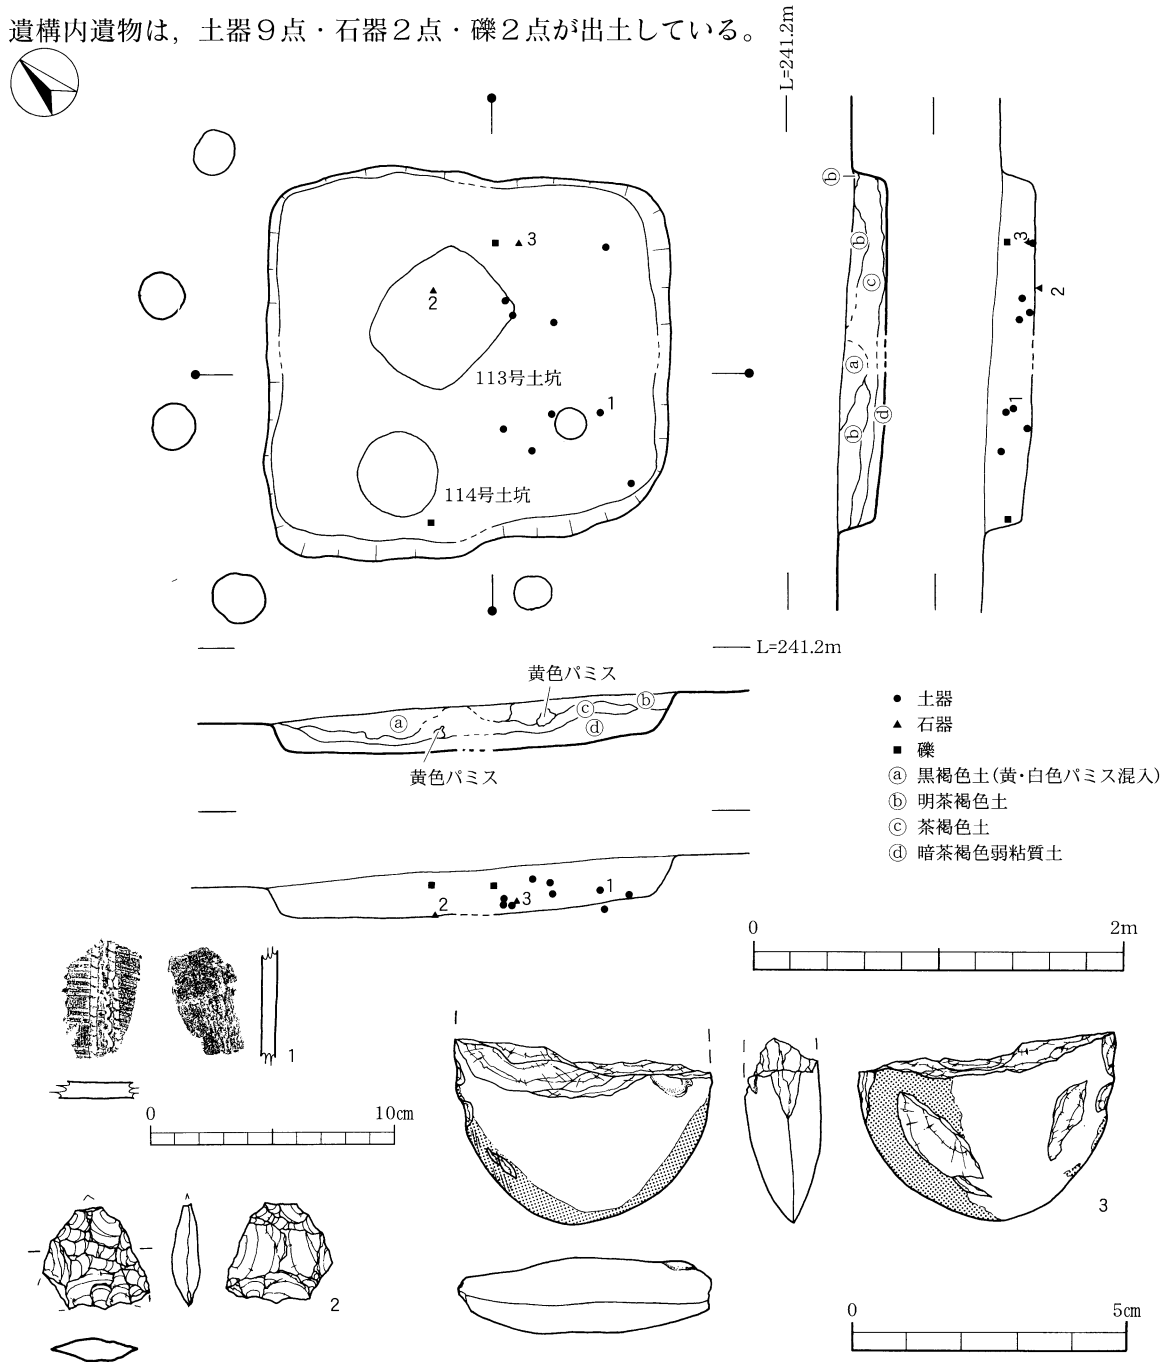 遺構内遺物は，土器９点・石器２点・礫２点が出土している。
L=241.2m
3
2
113号土坑
1
114号土坑
ⓑ
ⓑ
ⓒ
ⓐ
ⓓ
ⓑ
3
2
1
L=241.2m
黄色パミス
ⓐ
ⓒ
ⓑ
ⓓ
黄色パミス
● 土器
▲ 石器
■ 礫
ⓐ 黒褐色土(黄・白色パミス混入)
ⓑ 明茶褐色土
ⓒ 茶褐色土
ⓓ 暗茶褐色弱粘質土
2
3
1
0 2m
1
0 10㎝
2
3
0 5㎝